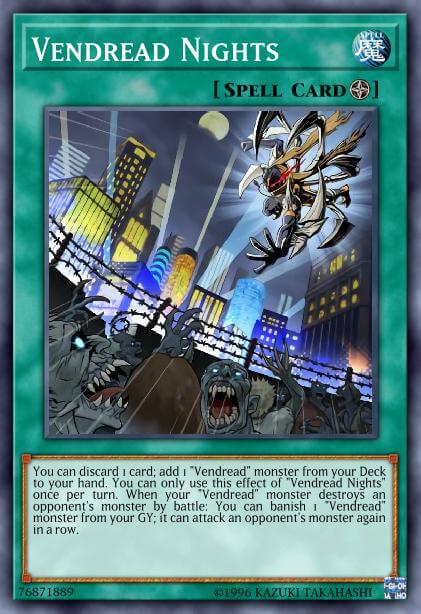 Vendread Nights
SPELL
魔
[Spell Card]
You can discard 1 card; add 1 "Vendread" monster from your Deck
to your hand. You can only use this effect of "Vendread Nights"
once per turn. When your "Vendread" monster destroys an
opponent's monster by battle: You can banish 1 "Vendread"
monster from your GY; it can attack an opponent's monster again
in a row.
76871889
©1996 KAZUKI TAKAHASHI